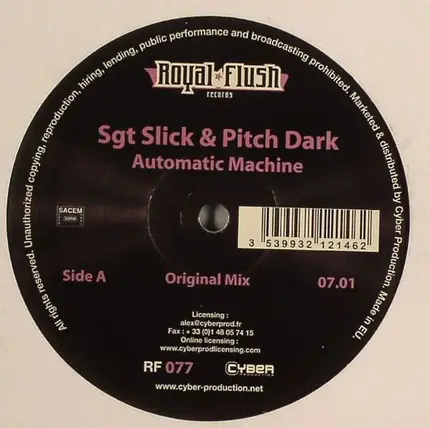 All rights reserved. Unauthorized copying, reproduction, hiring, lending, public performance and broadcasting prohibited. Marketed & distributed by Cyber Production. Made in EU.
Royal Flush
records
Sgt Slick & Pitch Dark
Automatic Machine
SACEM
3 539932 121462
Side A
Original Mix
07.01
Licensing :
alex@cyberprod.fr
Fax : + 33 (0)1 48 05 74 15
Online licensing :
www.cyberprodlicensing.com
RF 077
CYBER
PRODUCTION
www.cyber-production.net